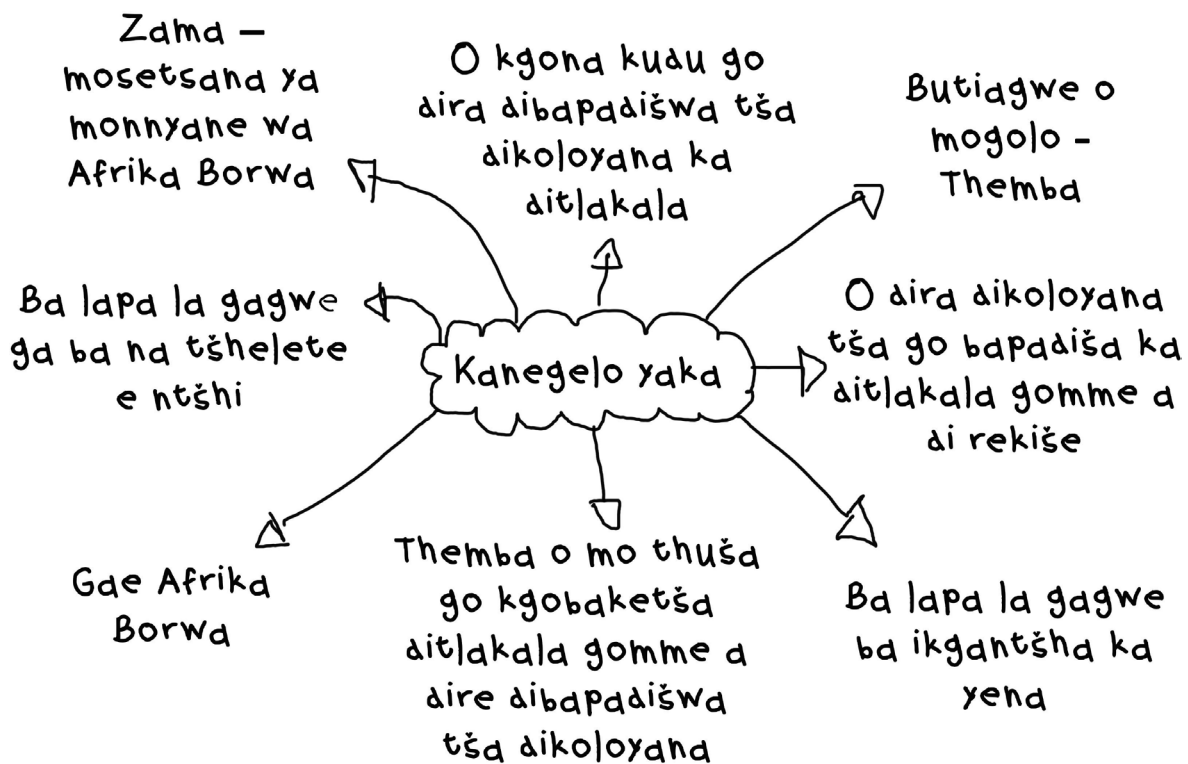 Zama –
mosetsana ya
monnyane wa
Afrika Borwa
O kgona kudu go
dira dibapadišwa tša
dikoloyana ka
ditlakala
Butiagwe o
mogolo -
Themba
Ba lapa la gagwe
ga ba na tšhelete
e ntšhi
Kanegelo yaka
O dira dikoloyana
tša go bapadiša ka
ditlakala gomme a
di rekiše
Gae Afrika
Borwa
Themba o mo thuša
go kgobaketša
ditlakala gomme a
dire dibapadišwa
tša dikoloyana
Ba lapa la gagwe
ba ikgantšha ka
yena